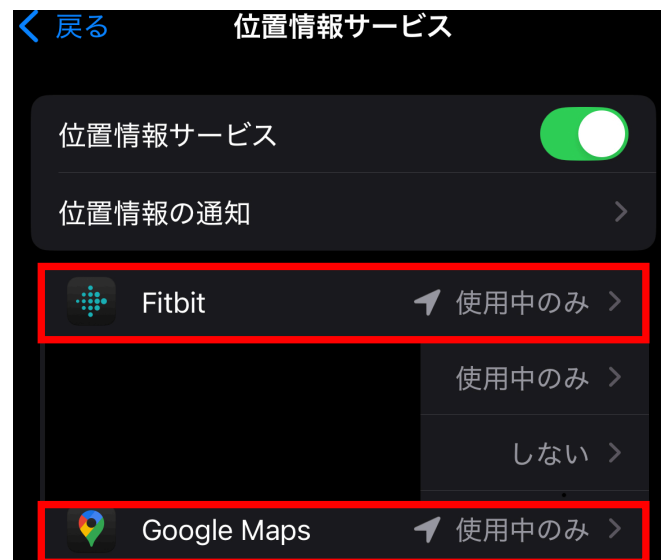 戻る 位置情報サービス
位置情報サービス
位置情報の通知
Fitbit 使用中のみ
使用中のみ
しない
Google Maps 使用中のみ